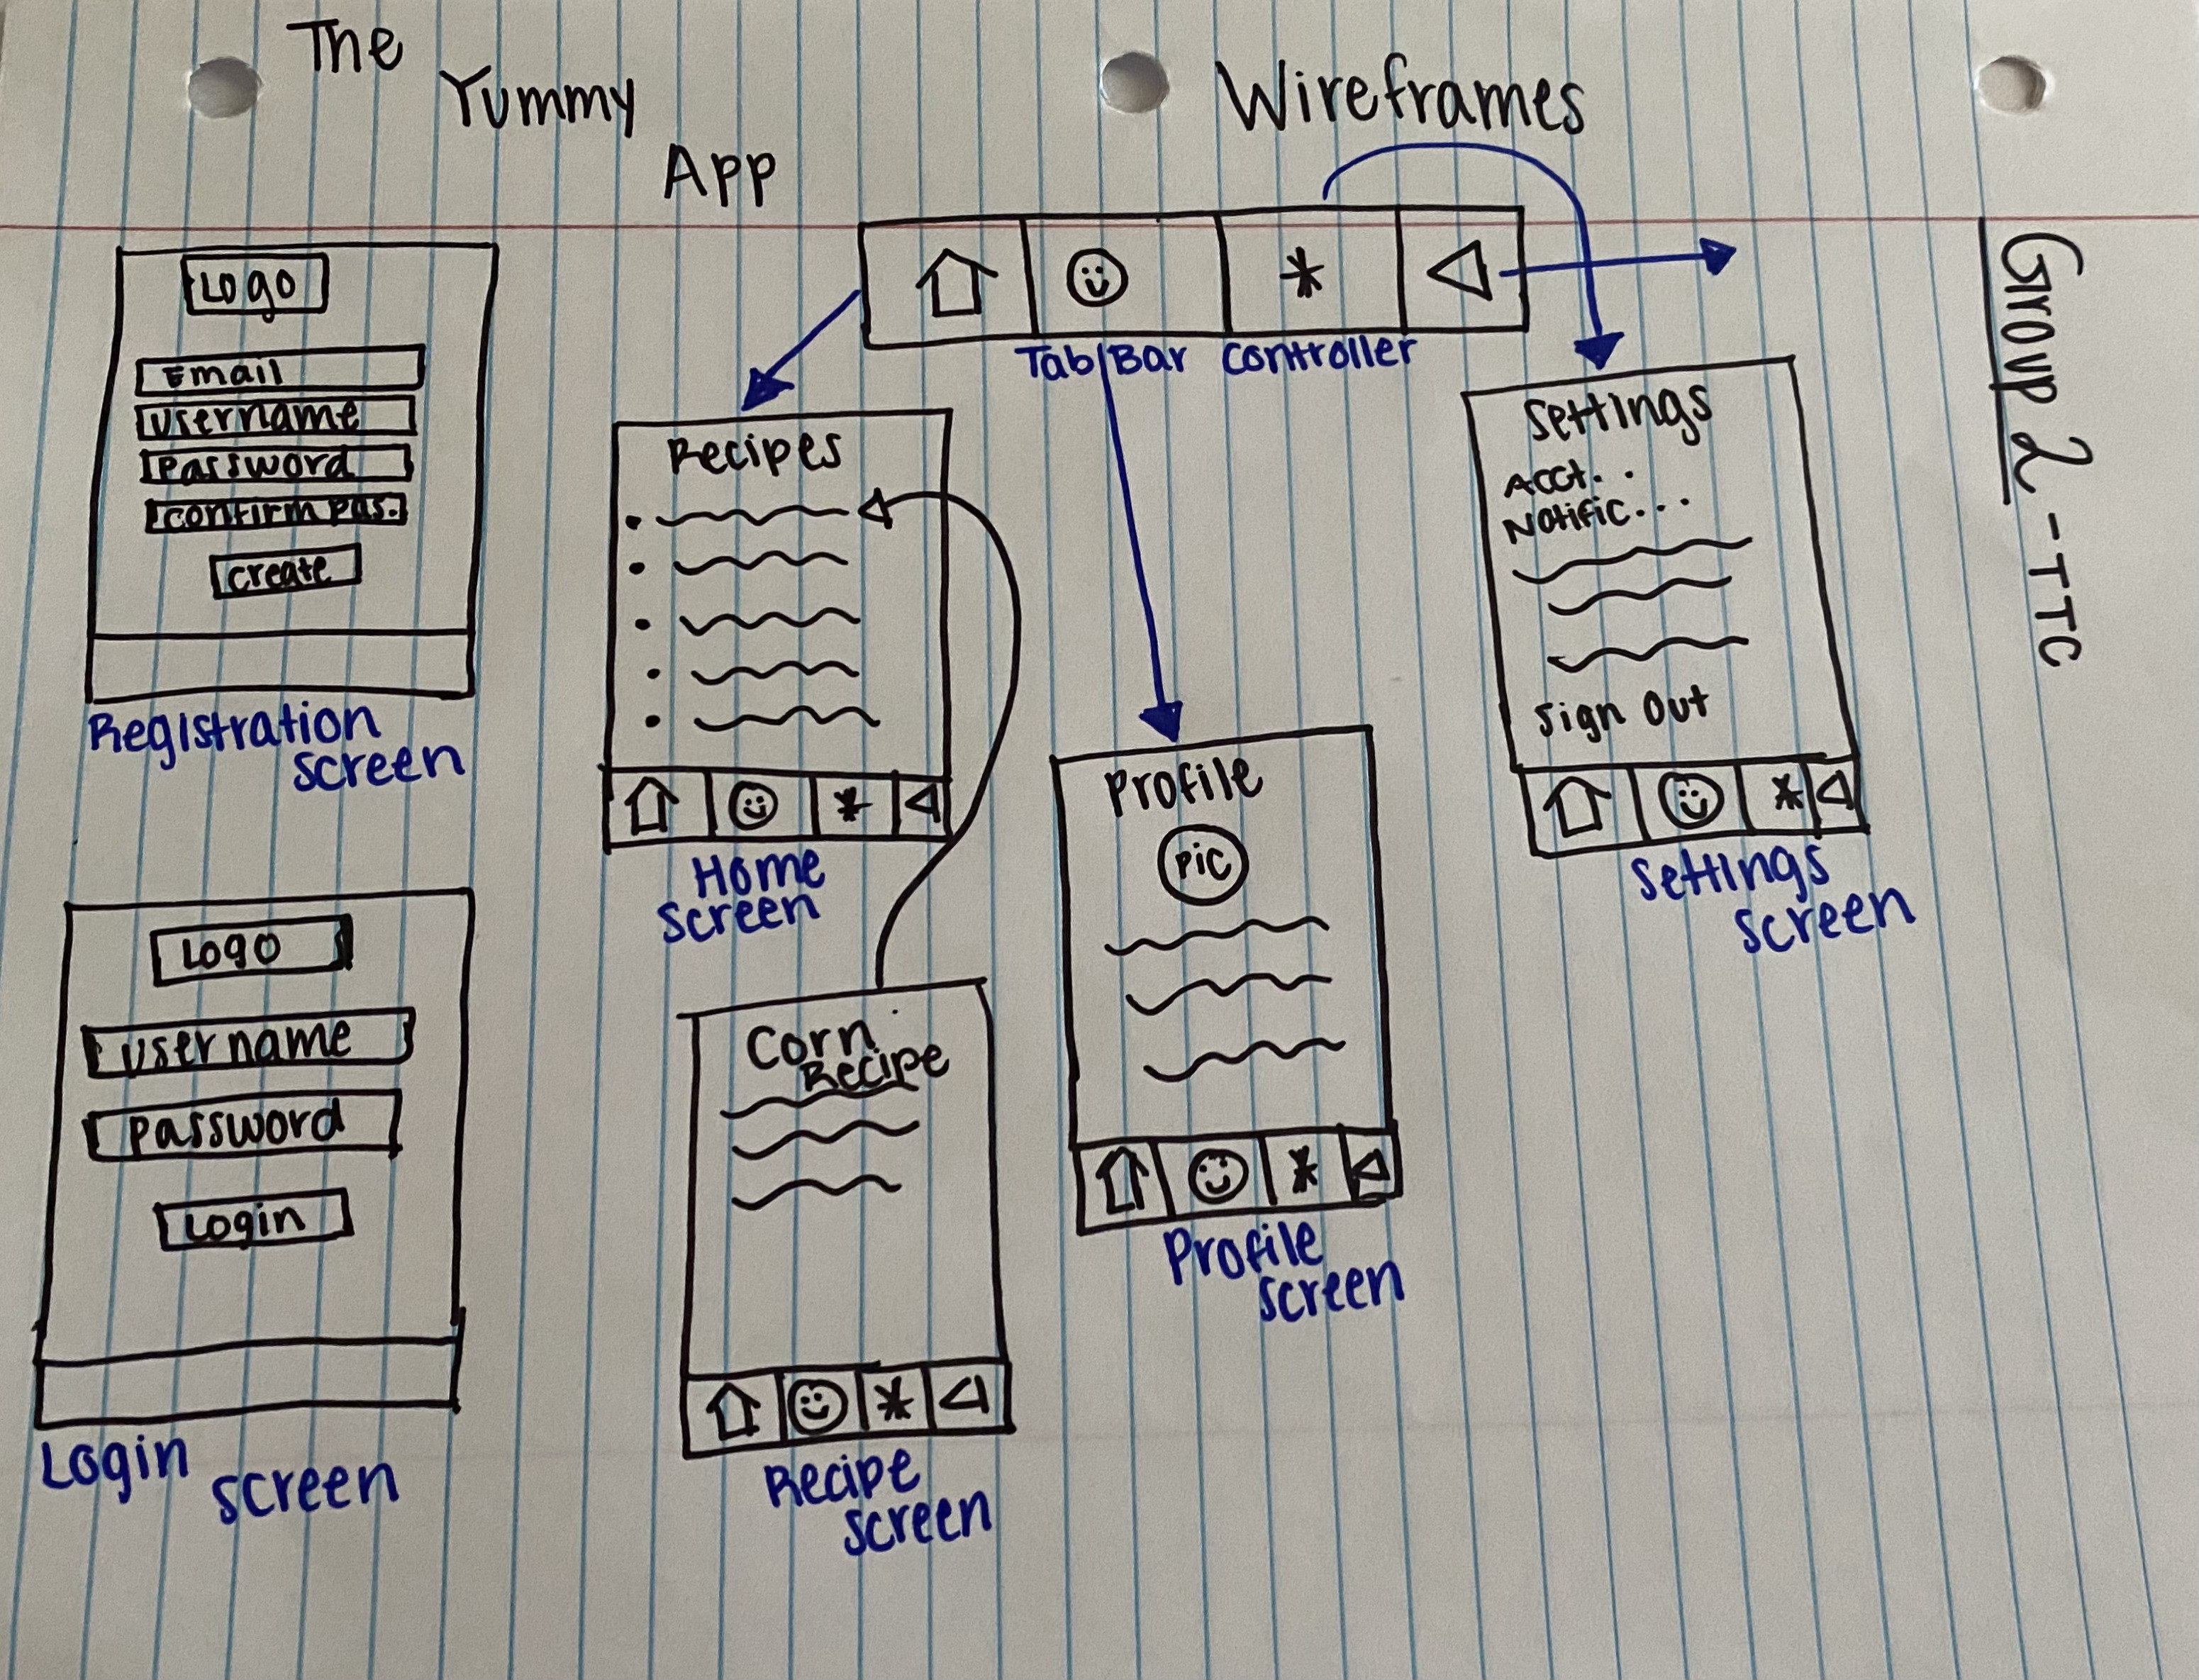 The
Yummy
App
Wireframes
Group 2 - TTC
Logo
Email
username
password
confirm pas.
create
Registration
screen
Logo
username
password
Login
Login
screen
Tab Bar controller
Recipes
Home
screen
Corn
Recipe
Recipe
screen
Profile
Pic
Profile
screen
Settings
Acct. .
Notific...
Sign Out
Settings
screen